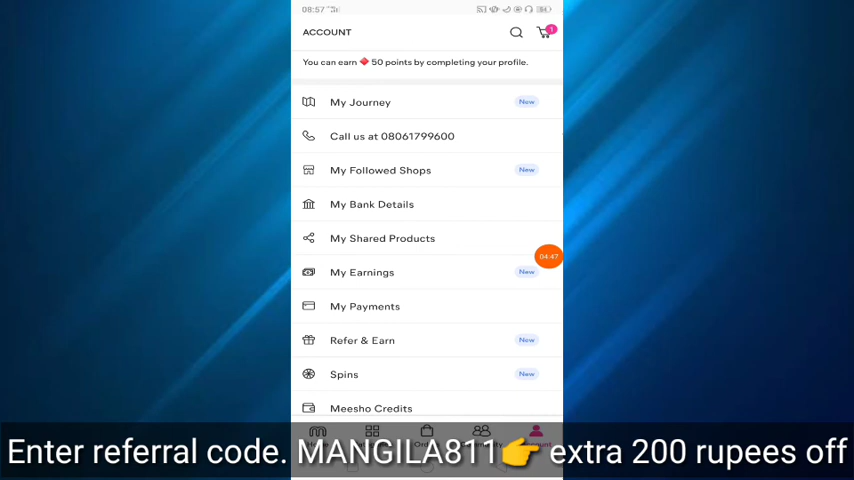 08:57
ACCOUNT
1
You can earn 50 points by completing your profile.
My Journey New
Call us at 08061799600
My Followed Shops New
My Bank Details
My Shared Products
04:47
My Earnings New
My Payments
Refer & Earn New
Spins New
Meesho Credits
Enter referral code. MANGILA811👉 extra 200 rupees off